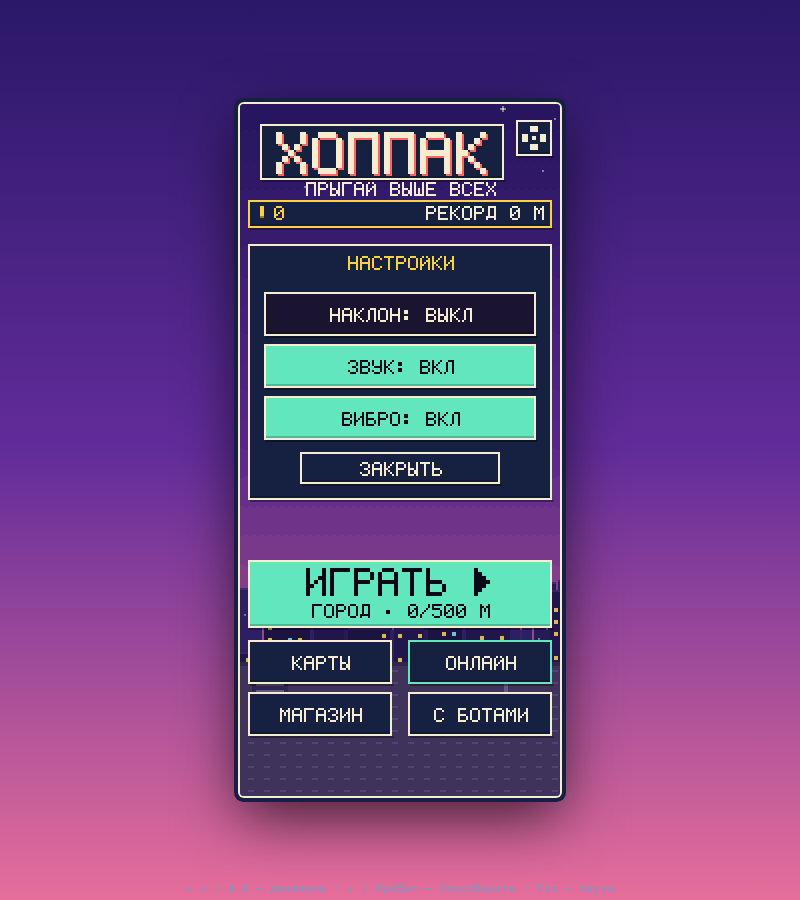 ХОППАК
ПРЫГАЙ ВЫШЕ ВСЕХ
0 РЕКОРД 0 М
НАСТРОЙКИ
НАКЛОН: ВЫКЛ
ЗВУК: ВКЛ
ВИБРО: ВКЛ
ЗАКРЫТЬ
ИГРАТЬ
ГОРОД · 0/500 М
КАРТЫ ОНЛАЙН
МАГАЗИН С БОТАМИ